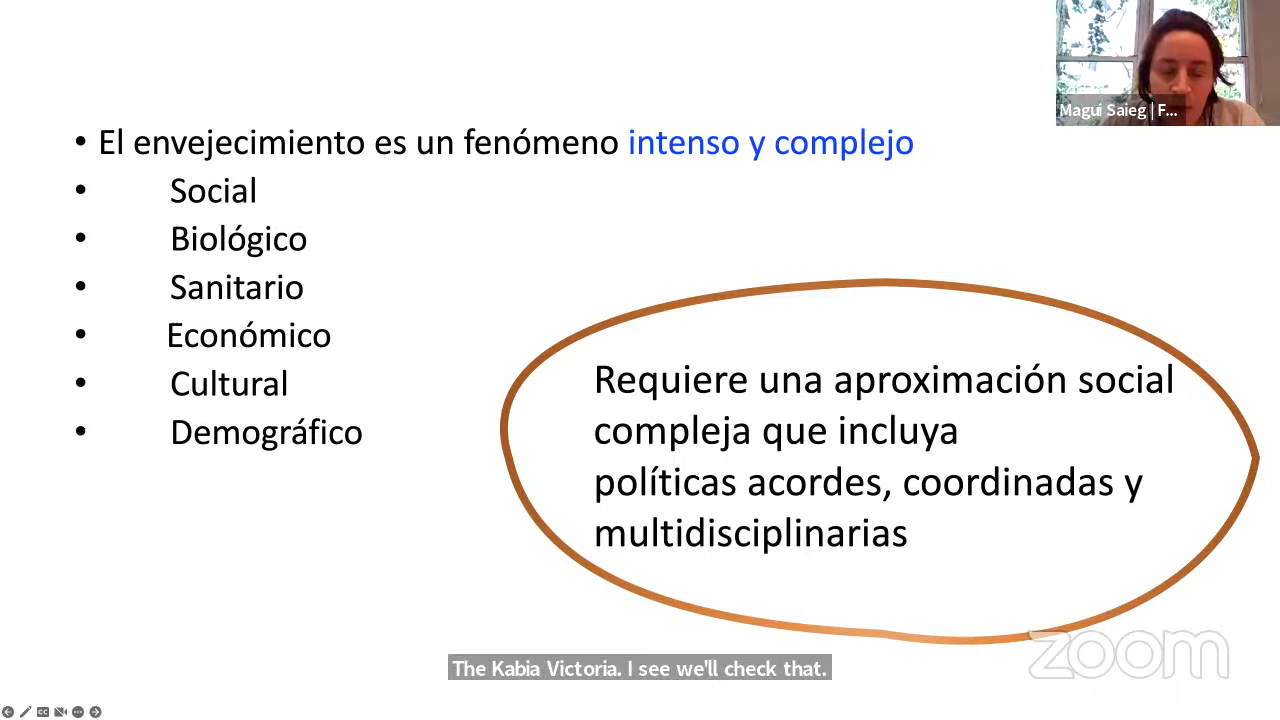 Magui Saieg | F...
• El envejecimiento es un fenómeno intenso y complejo
• Social
• Biológico
• Sanitario
• Económico
• Cultural
• Demográfico
Requiere una aproximación social
compleja que incluya
políticas acordes, coordinadas y
multidisciplinarias
zoom
The Kabia Victoria. I see we'll check that.